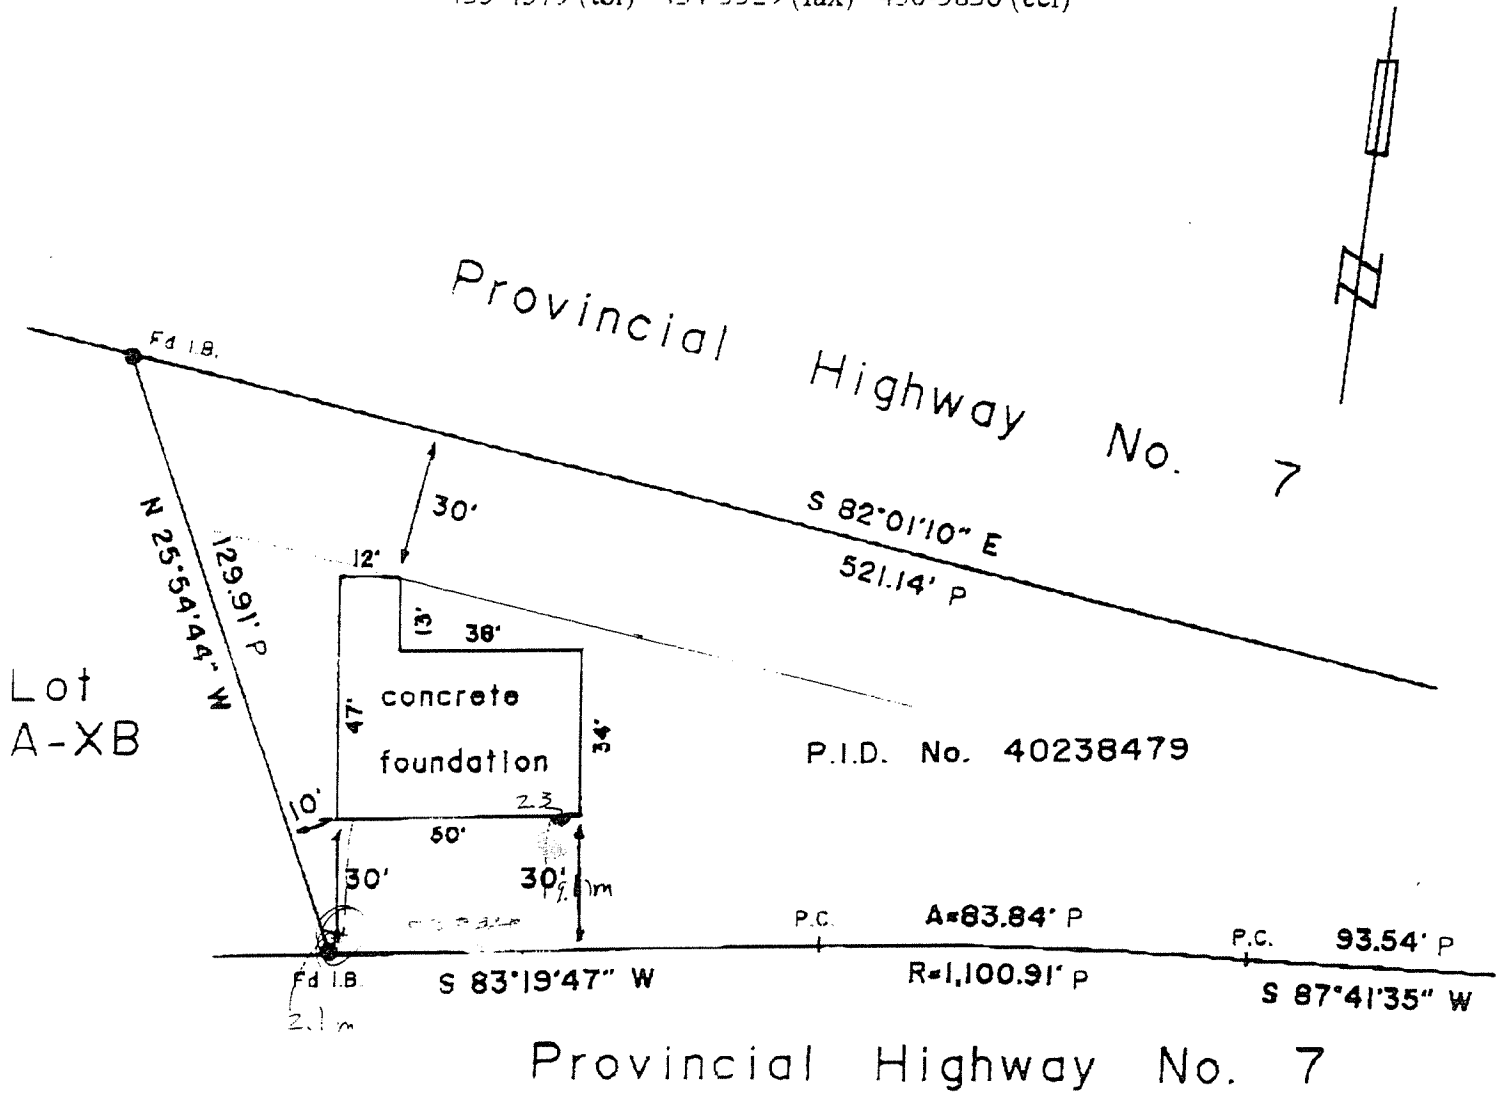 Provincial Highway No. 7
Fd I.B.
30'
S 82°01'10" E
521.14' P
N 25°54'44" W
129.91' P
12'
13'
38'
Lot
A-XB
47'
concrete
foundation
34'
P.I.D. No. 40238479
10'
23
50'
30'
30'
P.C.
A=83.84' P
P.C.
93.54' P
Fd I.B.
S 83°19'47" W
R=1,100.91' P
S 87°41'35" W
2.1 m
Provincial Highway No. 7